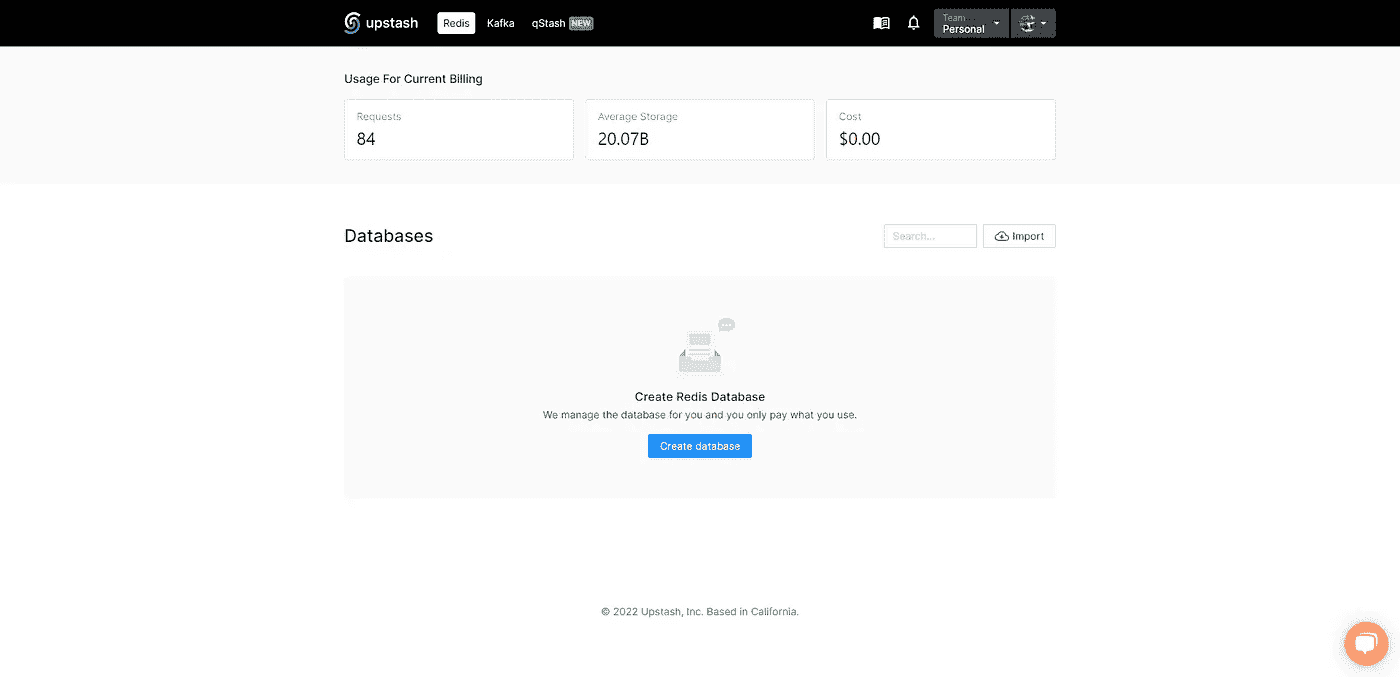 upstash Redis Kafka qStash NEW Team...
Personal
Usage For Current Billing
Requests Average Storage Cost
84 20.07B $0.00
Databases Search... Import
Create Redis Database
We manage the database for you and you only pay what you use.
Create database
© 2022 Upstash, Inc. Based in California.